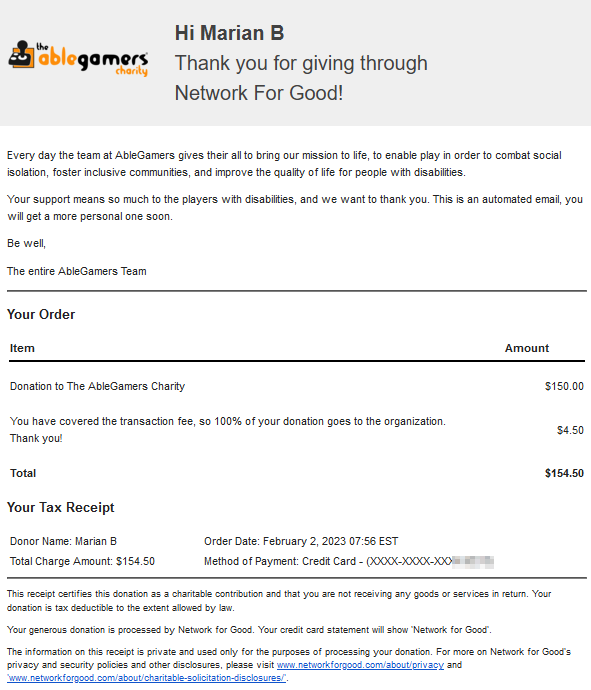 the
ablegamers
charity
Hi Marian B
Thank you for giving through
Network For Good!
Every day the team at AbleGamers gives their all to bring our mission to life, to enable play in order to combat social
isolation, foster inclusive communities, and improve the quality of life for people with disabilities.
Your support means so much to the players with disabilities, and we want to thank you. This is an automated email, you
will get a more personal one soon.
Be well,
The entire AbleGamers Team
Your Order
Item Amount
Donation to The AbleGamers Charity $150.00
You have covered the transaction fee, so 100% of your donation goes to the organization.
Thank you!
$4.50
Total $154.50
Your Tax Receipt
Donor Name: Marian B Order Date: February 2, 2023 07:56 EST
Total Charge Amount: $154.50 Method of Payment: Credit Card - (XXXX-XXXX-XXX
This receipt certifies this donation as a charitable contribution and that you are not receiving any goods or services in return. Your
donation is tax deductible to the extent allowed by law.
Your generous donation is processed by Network for Good. Your credit card statement will show 'Network for Good'.
The information on this receipt is private and used only for the purposes of processing your donation. For more on Network for Good's
privacy and security policies and other disclosures, please visit www.networkforgood.com/about/privacy and
'www.networkforgood.com/about/charitable-solicitation-disclosures/'.